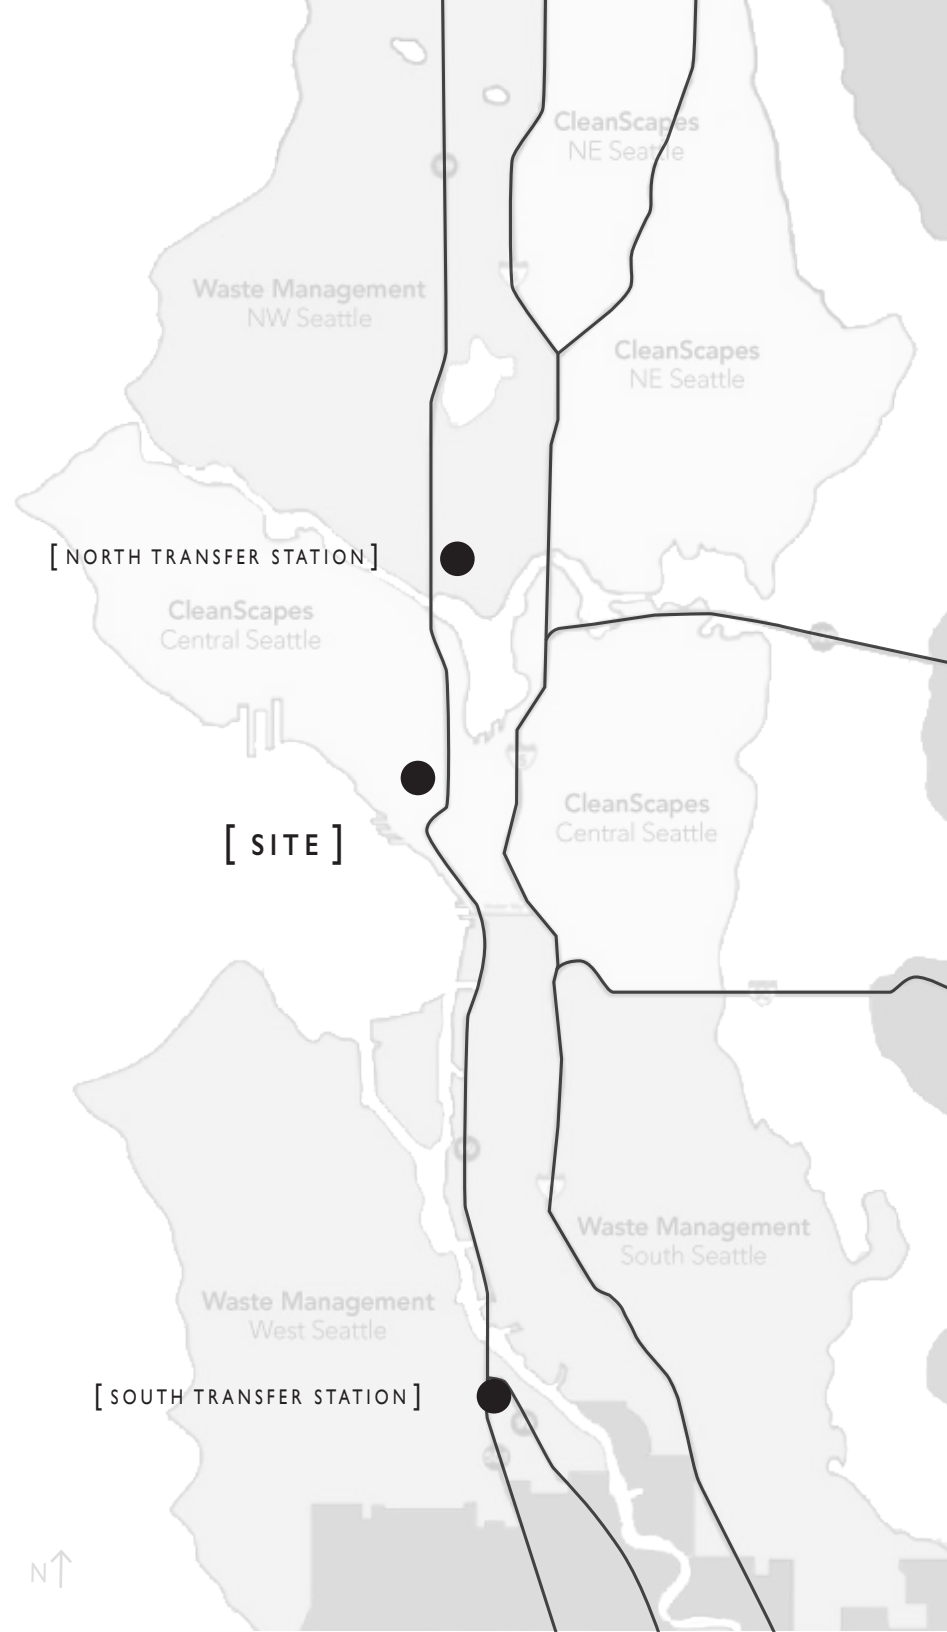 CleanScapes
NE Seattle
Waste Management
NW Seattle
CleanScapes
NE Seattle
[ NORTH TRANSFER STATION ]
CleanScapes
Central Seattle
5
CleanScapes
Central Seattle
[ SITE ]
Waste Management
South Seattle
Waste Management
West Seattle
[ SOUTH TRANSFER STATION ]
N